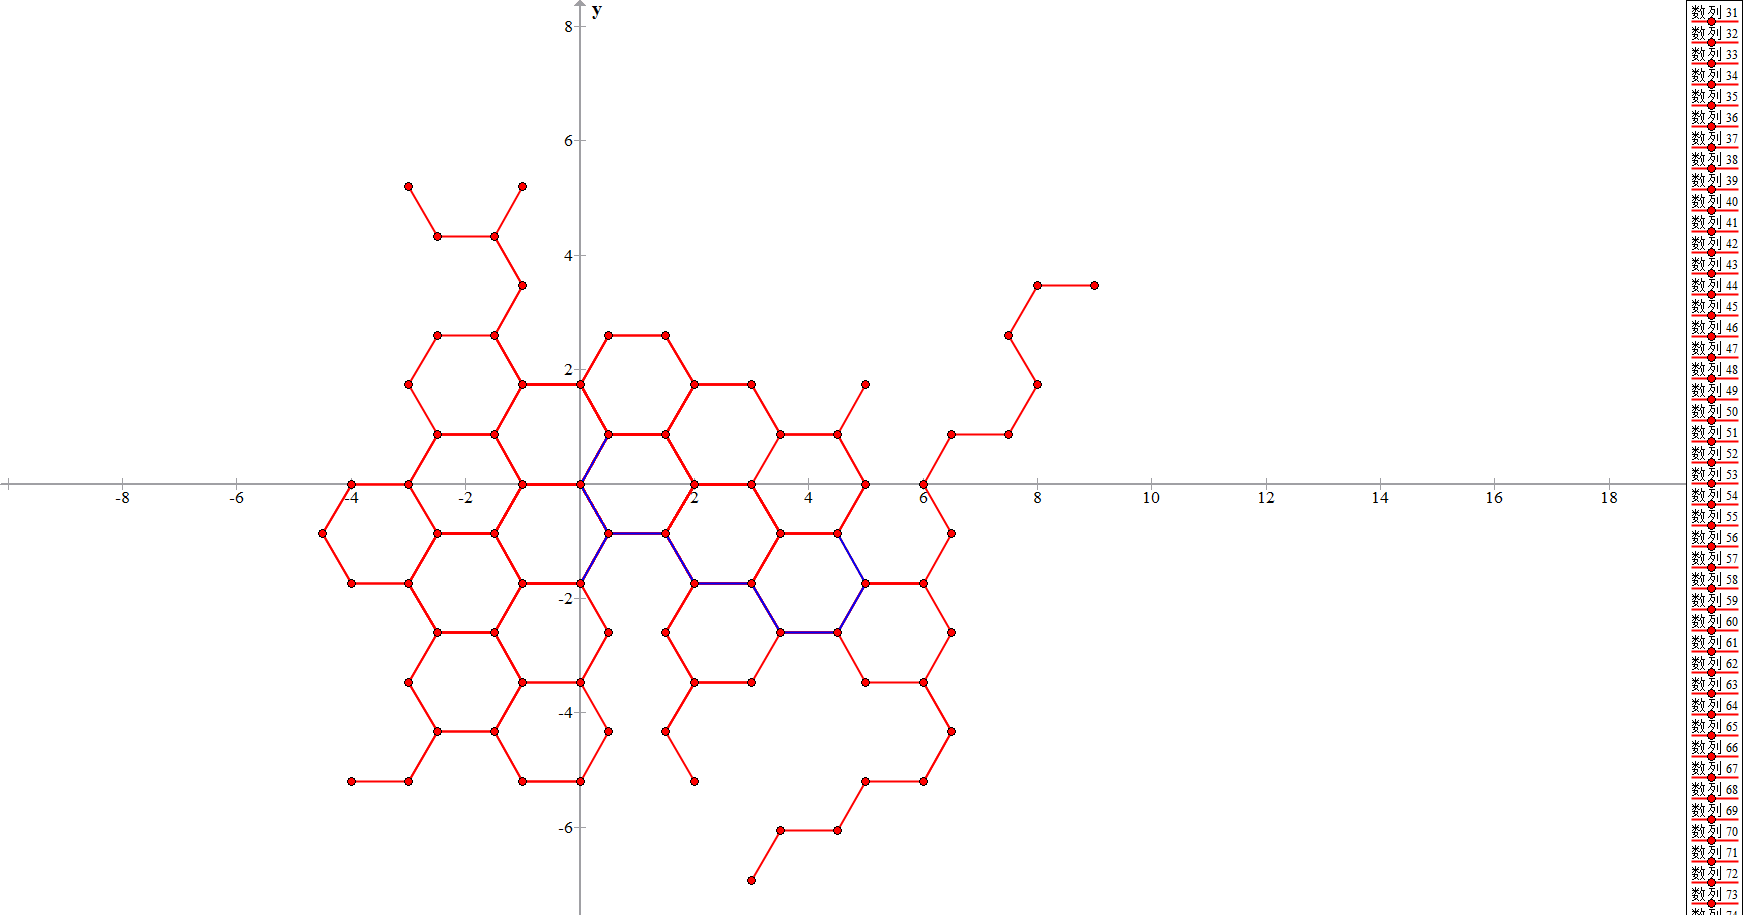 y
8
6
4
2
-8
-6
-4
-2
2
4
6
8
10
12
14
16
18
-2
-4
-6
数列 31
数列 32
数列 33
数列 34
数列 35
数列 36
数列 37
数列 38
数列 39
数列 40
数列 41
数列 42
数列 43
数列 44
数列 45
数列 46
数列 47
数列 48
数列 49
数列 50
数列 51
数列 52
数列 53
数列 54
数列 55
数列 56
数列 57
数列 58
数列 59
数列 60
数列 61
数列 62
数列 63
数列 64
数列 65
数列 66
数列 67
数列 68
数列 69
数列 70
数列 71
数列 72
数列 73
数列 74